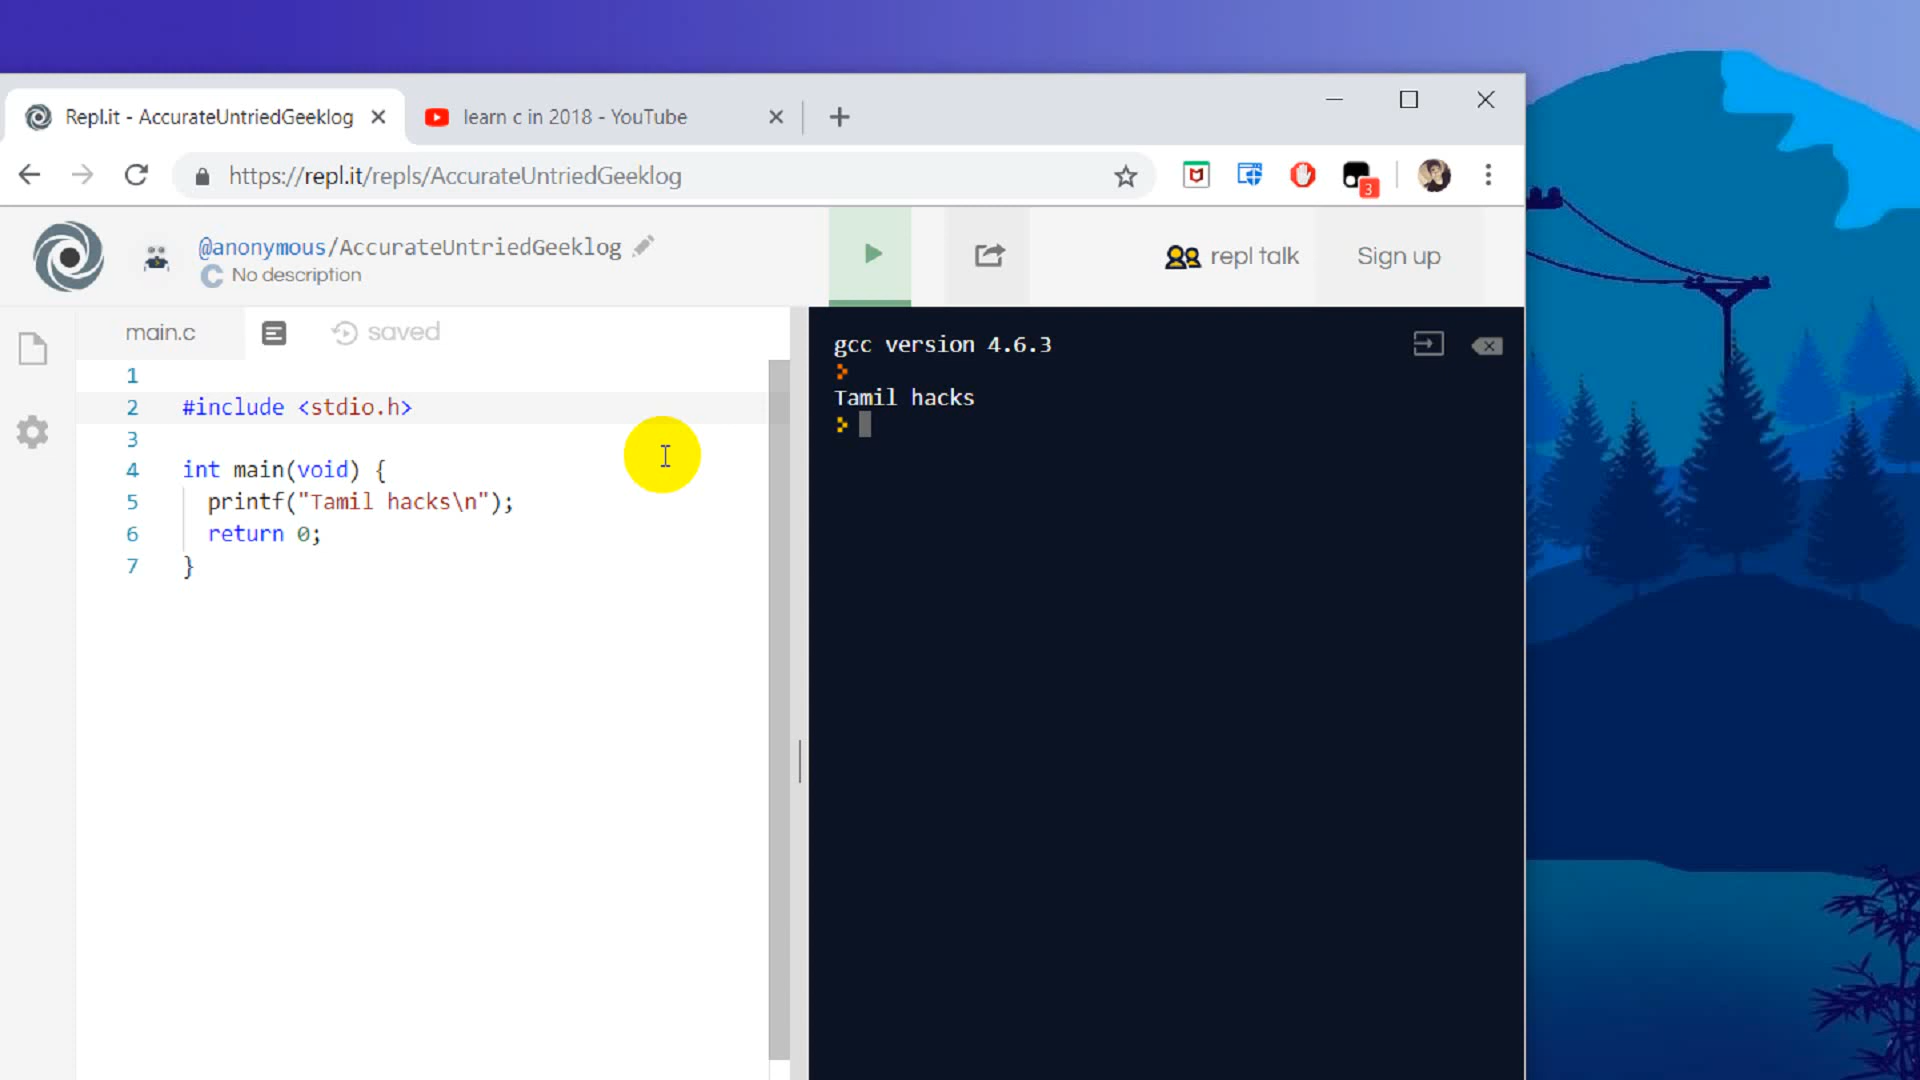 Repl.it - AccurateUntriedGeeklog
learn c in 2018 - YouTube
https://repl.it/repls/AccurateUntriedGeeklog
3
@anonymous/AccurateUntriedGeeklog
No description
repl talk
Sign up
main.c
saved
1
2 #include <stdio.h>
3
4 int main(void) {
5 printf("Tamil hacks\n");
6 return 0;
7 }
gcc version 4.6.3
Tamil hacks